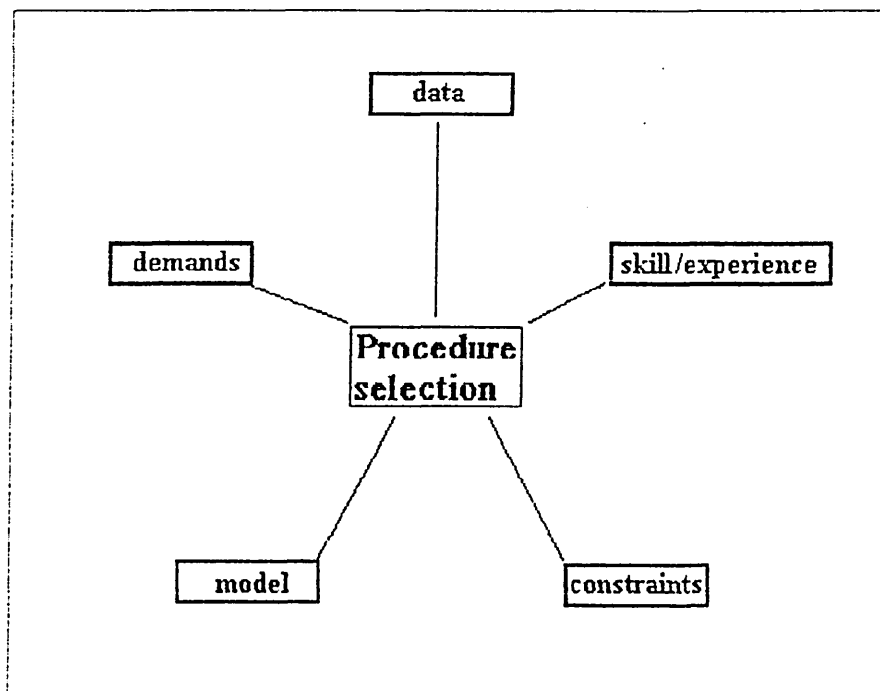 data
demands
skill/experience
Procedure
selection
model
constraints